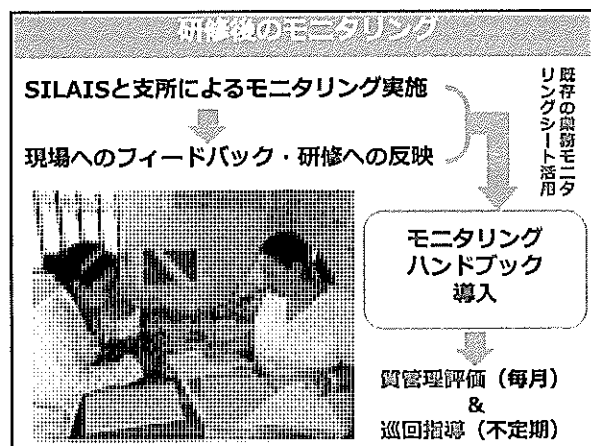 研修後のモニタリング
SILAISと支所によるモニタリング実施
現場へのフィードバック・研修への反映
既存の業務モニタ
リングシート活用
モニタリング
ハンドブック
導入
質管理評価（毎月）
&
巡回指導（不定期）